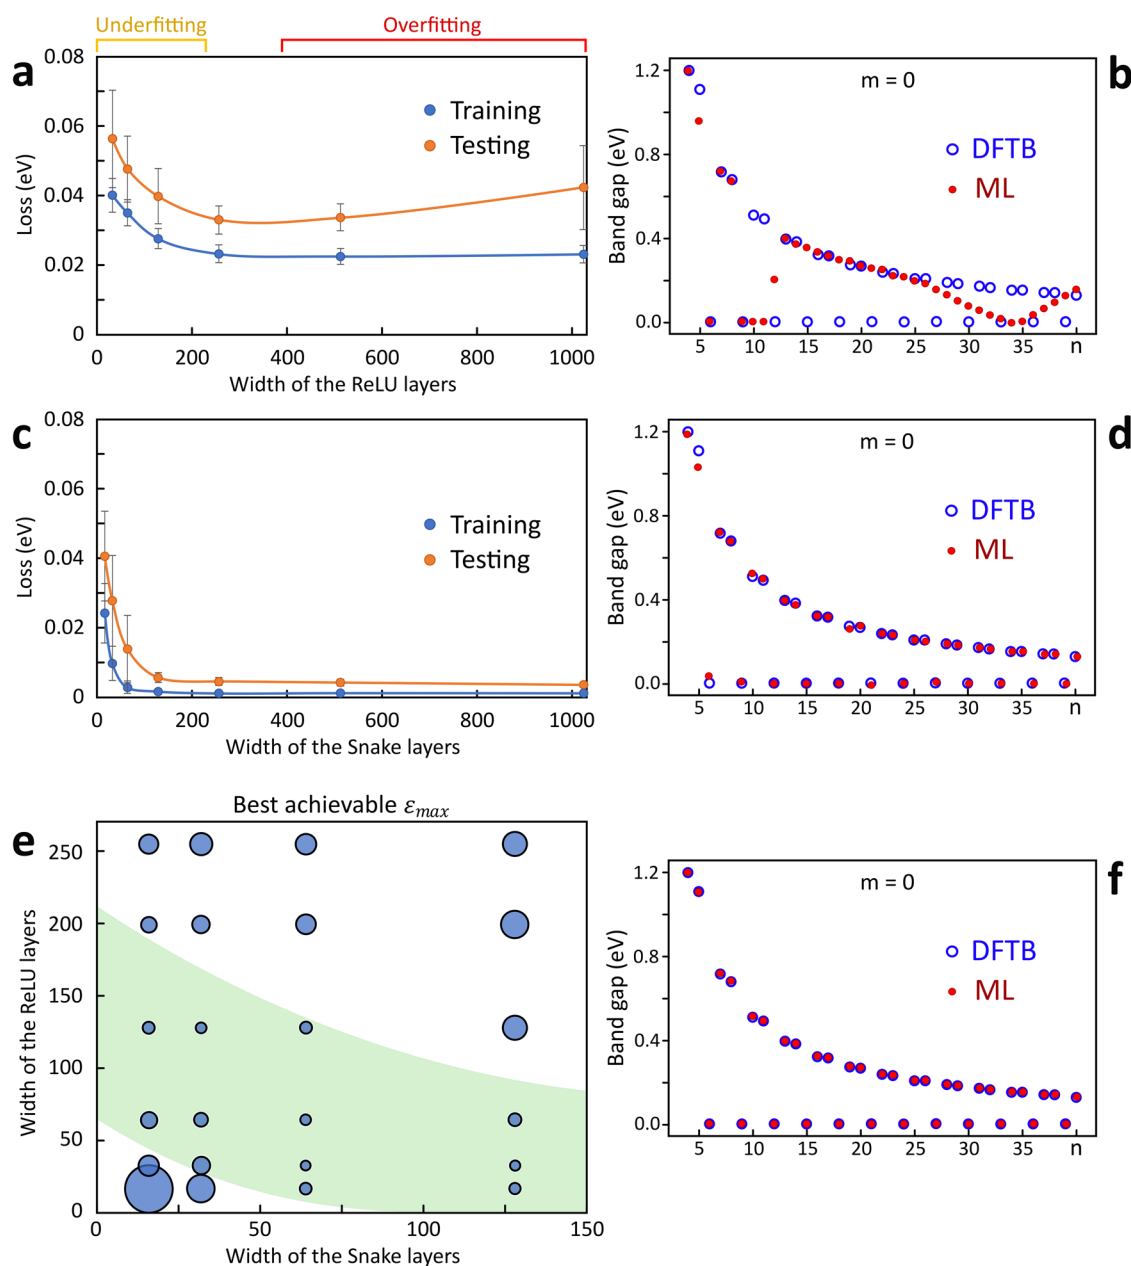 Underfitting
Overfitting
a
0.08
0.06
0.04
0.02
0
Loss (eV)
Training
Testing
0 200 400 600 800 1000
Width of the ReLU layers
b
1.2
0.8
0.4
0.0
Band gap (eV)
m = 0
DFTB
ML
5 10 15 20 25 30 35 n
c
0.08
0.06
0.04
0.02
0
Loss (eV)
Training
Testing
0 200 400 600 800 1000
Width of the Snake layers
d
1.2
0.8
0.4
0.0
Band gap (eV)
m = 0
DFTB
ML
5 10 15 20 25 30 35 n
e
Best achievable εmax
250
200
150
100
50
0
Width of the ReLU layers
0 50 100 150
Width of the Snake layers
f
1.2
0.8
0.4
0.0
Band gap (eV)
m = 0
DFTB
ML
5 10 15 20 25 30 35 n